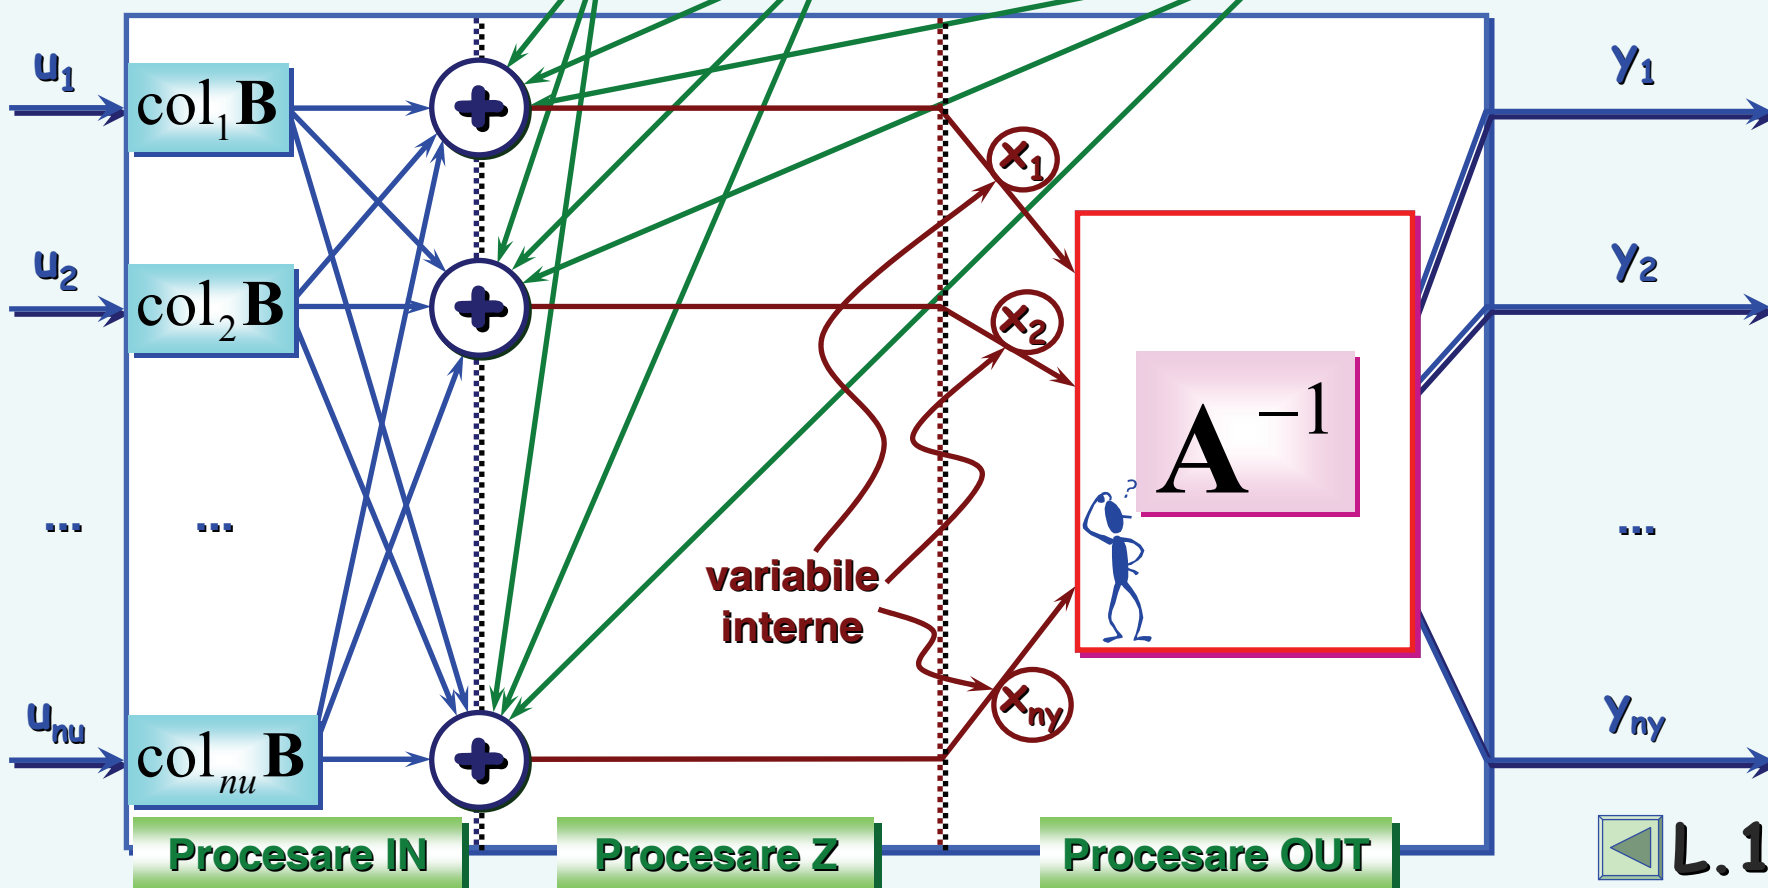 u1
col1B
+
x1
y1
u2
col2B
+
x2
y2
A−1
?
...
...
...
variabile
interne
unu
colnuB
+
xny
yny
Procesare IN
Procesare Z
Procesare OUT
L.1